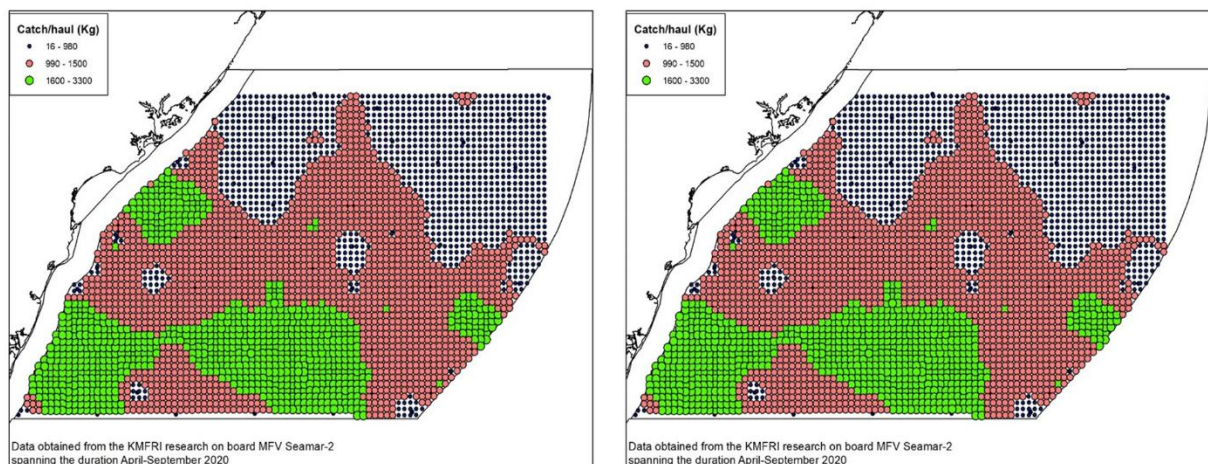 Catch/haul (Kg)
16 - 980
990 - 1500
1600 - 3300
Data obtained from the KMFRI research on board MFV Seamar-2
spanning the duration April-September 2020
Catch/haul (Kg)
16 - 980
990 - 1500
1600 - 3300
Data obtained from the KMFRI research on board MFV Seamar-2
spanning the duration April-September 2020